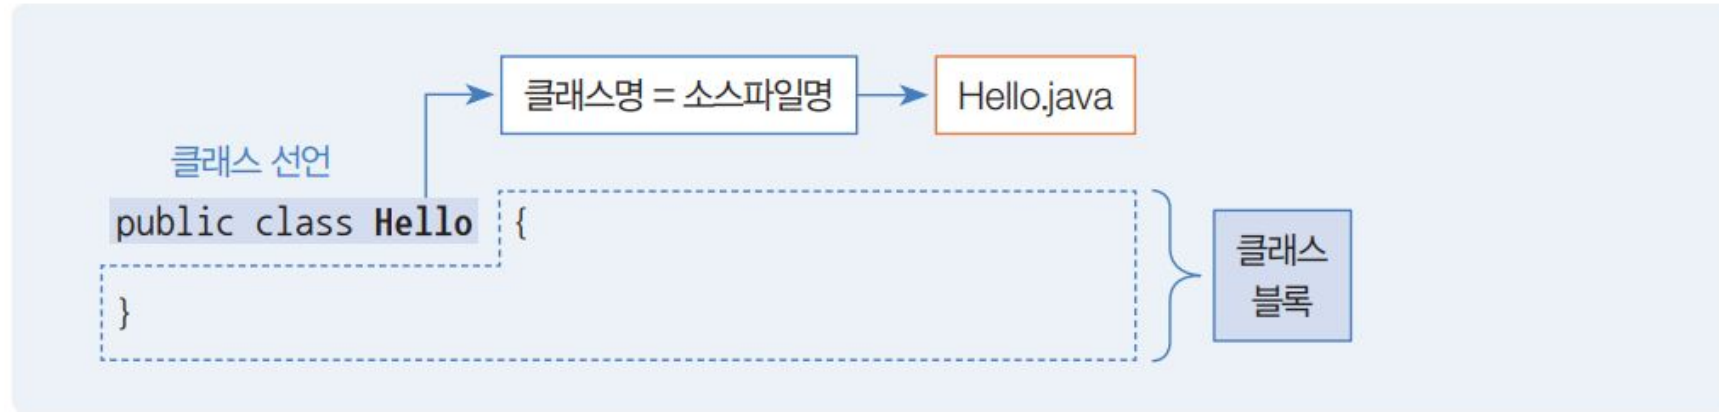 클래스명 = 소스파일명
Hello.java
클래스 선언
public class Hello {
}
클래스
블록